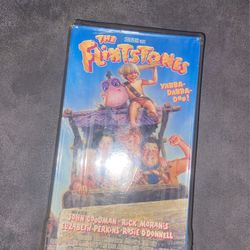 THE
FLINTSTONES
YABBA-
DABBA-
DOO!
JOHN GOODMAN · RICK MORANIS
ELIZABETH PERKINS · ROSIE O'DONNELL